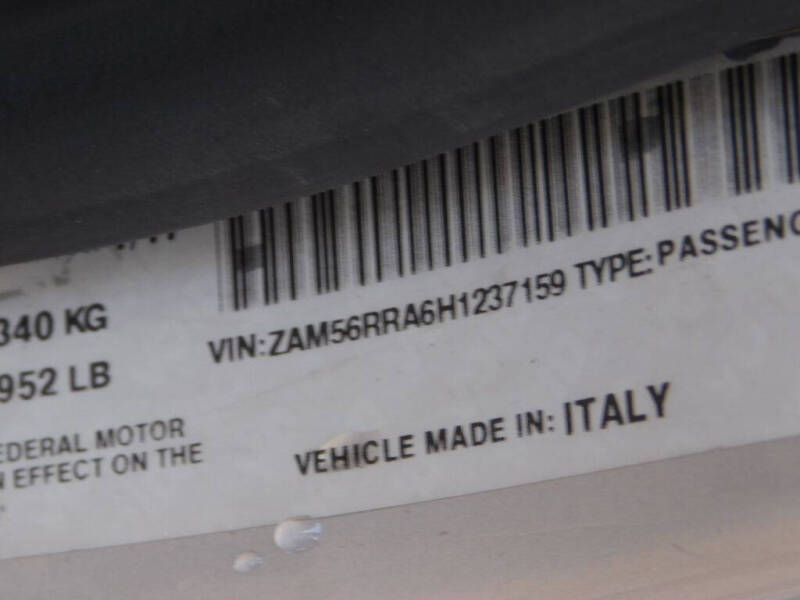 340 KG
952 LB
VIN:ZAM56RRA6H1237159 TYPE:PASSENG
EDERAL MOTOR
N EFFECT ON THE
VEHICLE MADE IN: ITALY